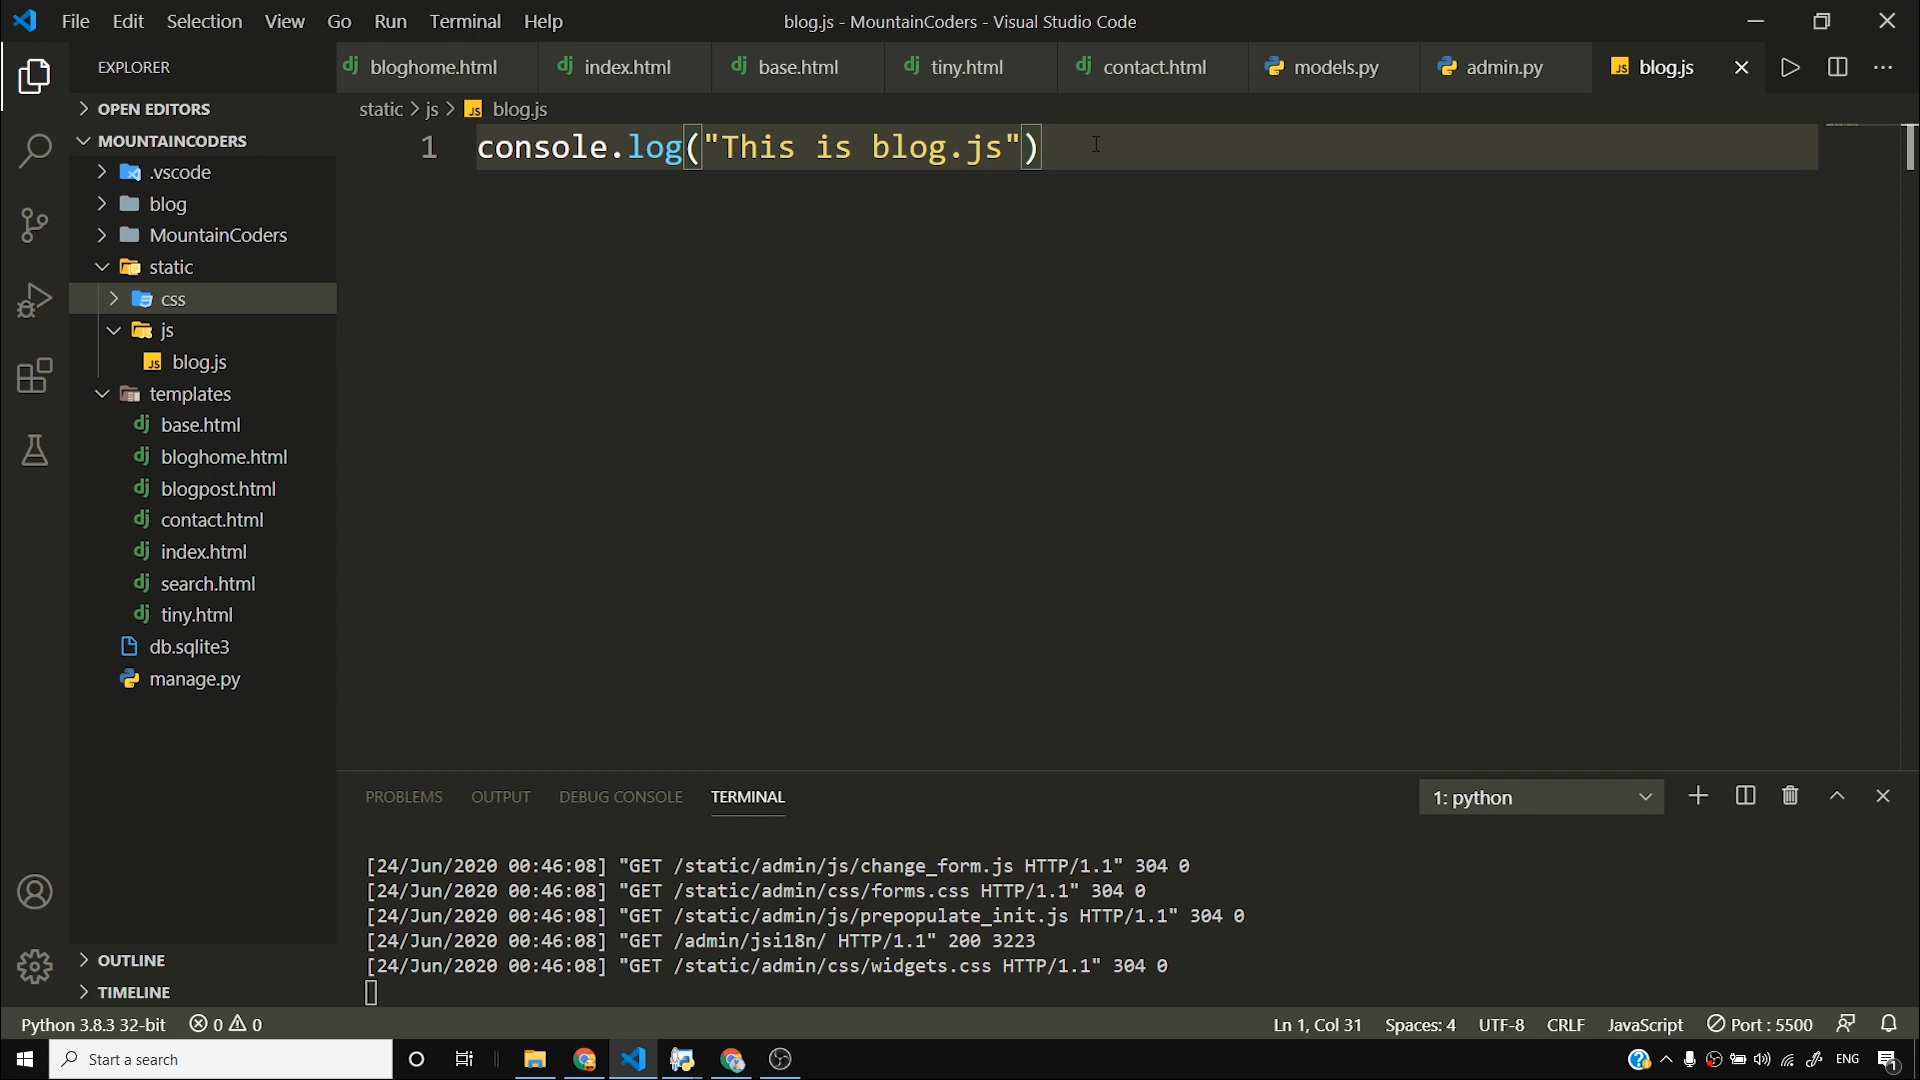 File Edit Selection View Go Run Terminal Help
blog.js - MountainCoders - Visual Studio Code
EXPLORER
bloghome.html index.html base.html tiny.html contact.html models.py admin.py blog.js
OPEN EDITORS
static > js > blog.js
MOUNTAINCODERS
1 console.log("This is blog.js")
.vscode
blog
MountainCoders
static
css
js
blog.js
templates
base.html
bloghome.html
blogpost.html
contact.html
index.html
search.html
tiny.html
db.sqlite3
manage.py
OUTLINE
TIMELINE
PROBLEMS OUTPUT DEBUG CONSOLE TERMINAL
1: python
[24/Jun/2020 00:46:08] "GET /static/admin/js/change_form.js HTTP/1.1" 304 0
[24/Jun/2020 00:46:08] "GET /static/admin/css/forms.css HTTP/1.1" 304 0
[24/Jun/2020 00:46:08] "GET /static/admin/js/prepopulate_init.js HTTP/1.1" 304 0
[24/Jun/2020 00:46:08] "GET /admin/jsi18n/ HTTP/1.1" 200 3223
[24/Jun/2020 00:46:08] "GET /static/admin/css/widgets.css HTTP/1.1" 304 0
Python 3.8.3 32-bit 0 0 Ln 1, Col 31 Spaces: 4 UTF-8 CRLF JavaScript Port : 5500
Start a search
ENG
1